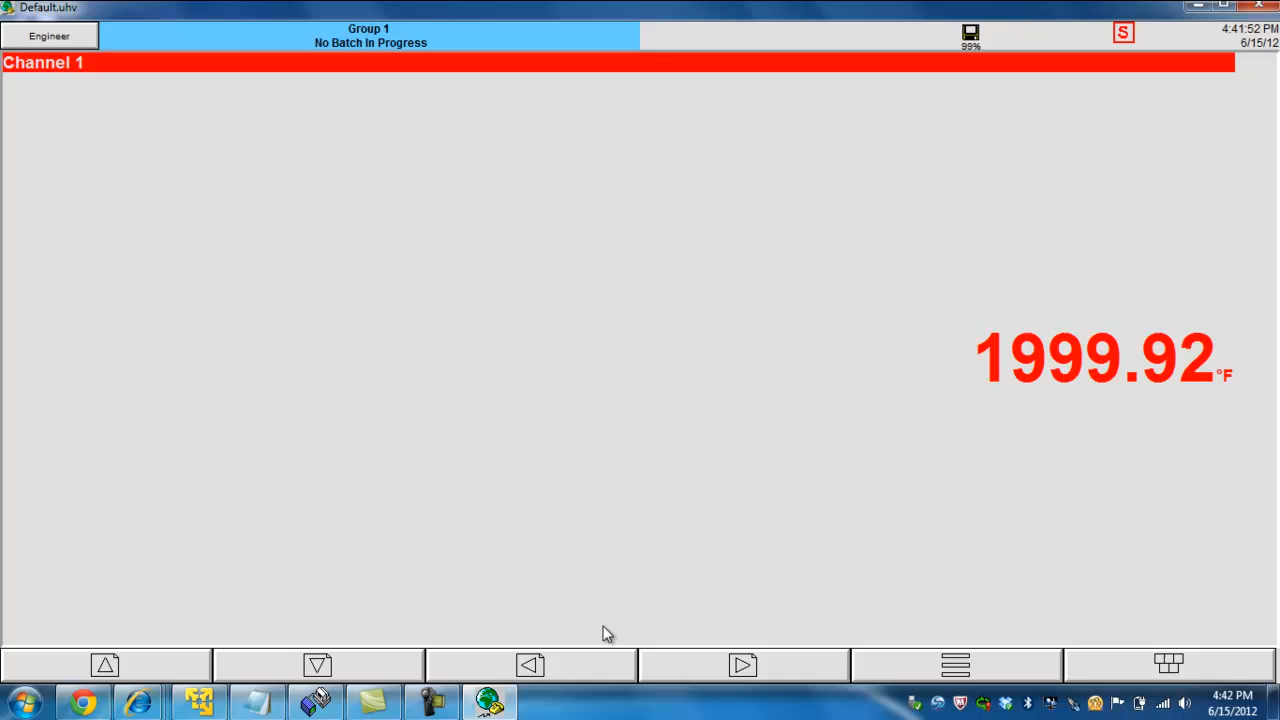 Default.uhv
Engineer
Group 1
No Batch In Progress
99%
S
4:41:52 PM
6/15/12
Channel 1
1999.92 °F
4:42 PM
6/15/2012